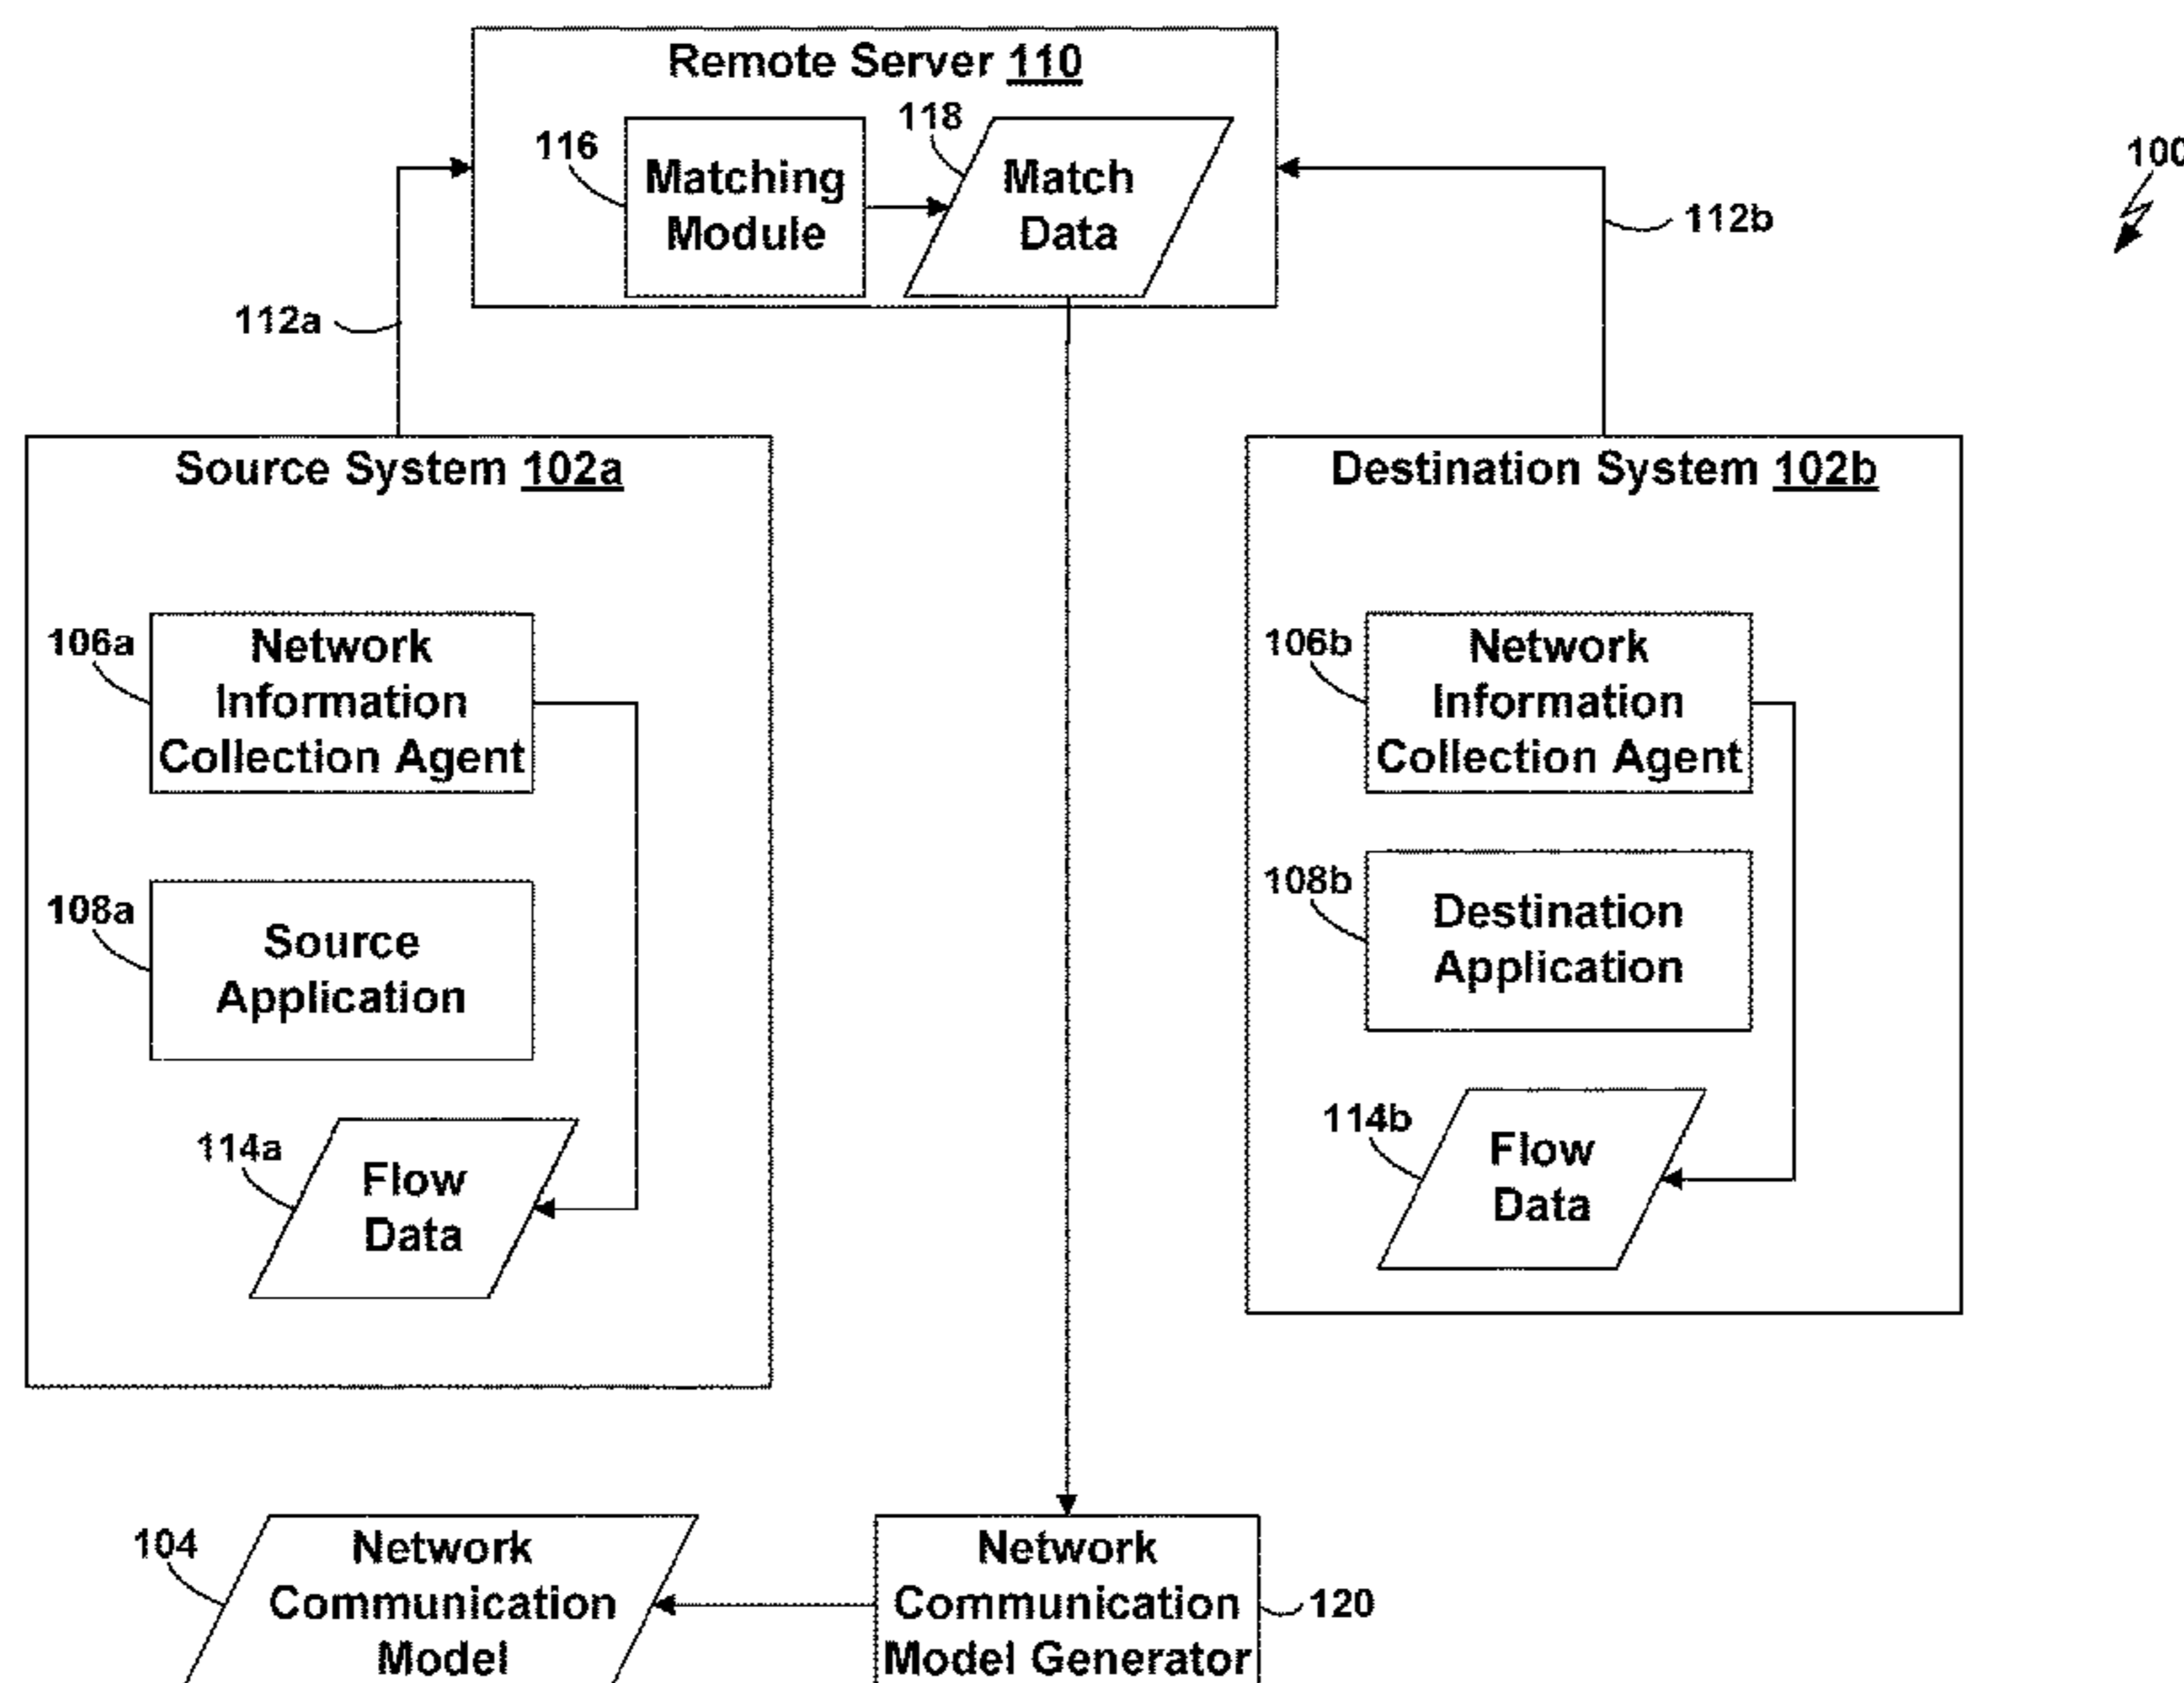 Remote Server 110
118
116
Matching
Module
Match
Data
100
112b
112a
Source System 102a
Destination System 102b
106a
Network
Information
Collection Agent
106b
Network
Information
Collection Agent
108a
Source
Application
108b
Destination
Application
114a
Flow
Data
114b
Flow
Data
104
Network
Communication
Model
Network
Communication
Model Generator
120